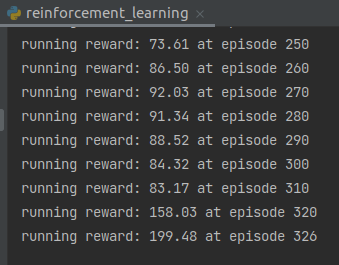 reinforcement_learning ×
running reward: 73.61 at episode 250
running reward: 86.50 at episode 260
running reward: 92.03 at episode 270
running reward: 91.34 at episode 280
running reward: 88.52 at episode 290
running reward: 84.32 at episode 300
running reward: 83.17 at episode 310
running reward: 158.03 at episode 320
running reward: 199.48 at episode 326